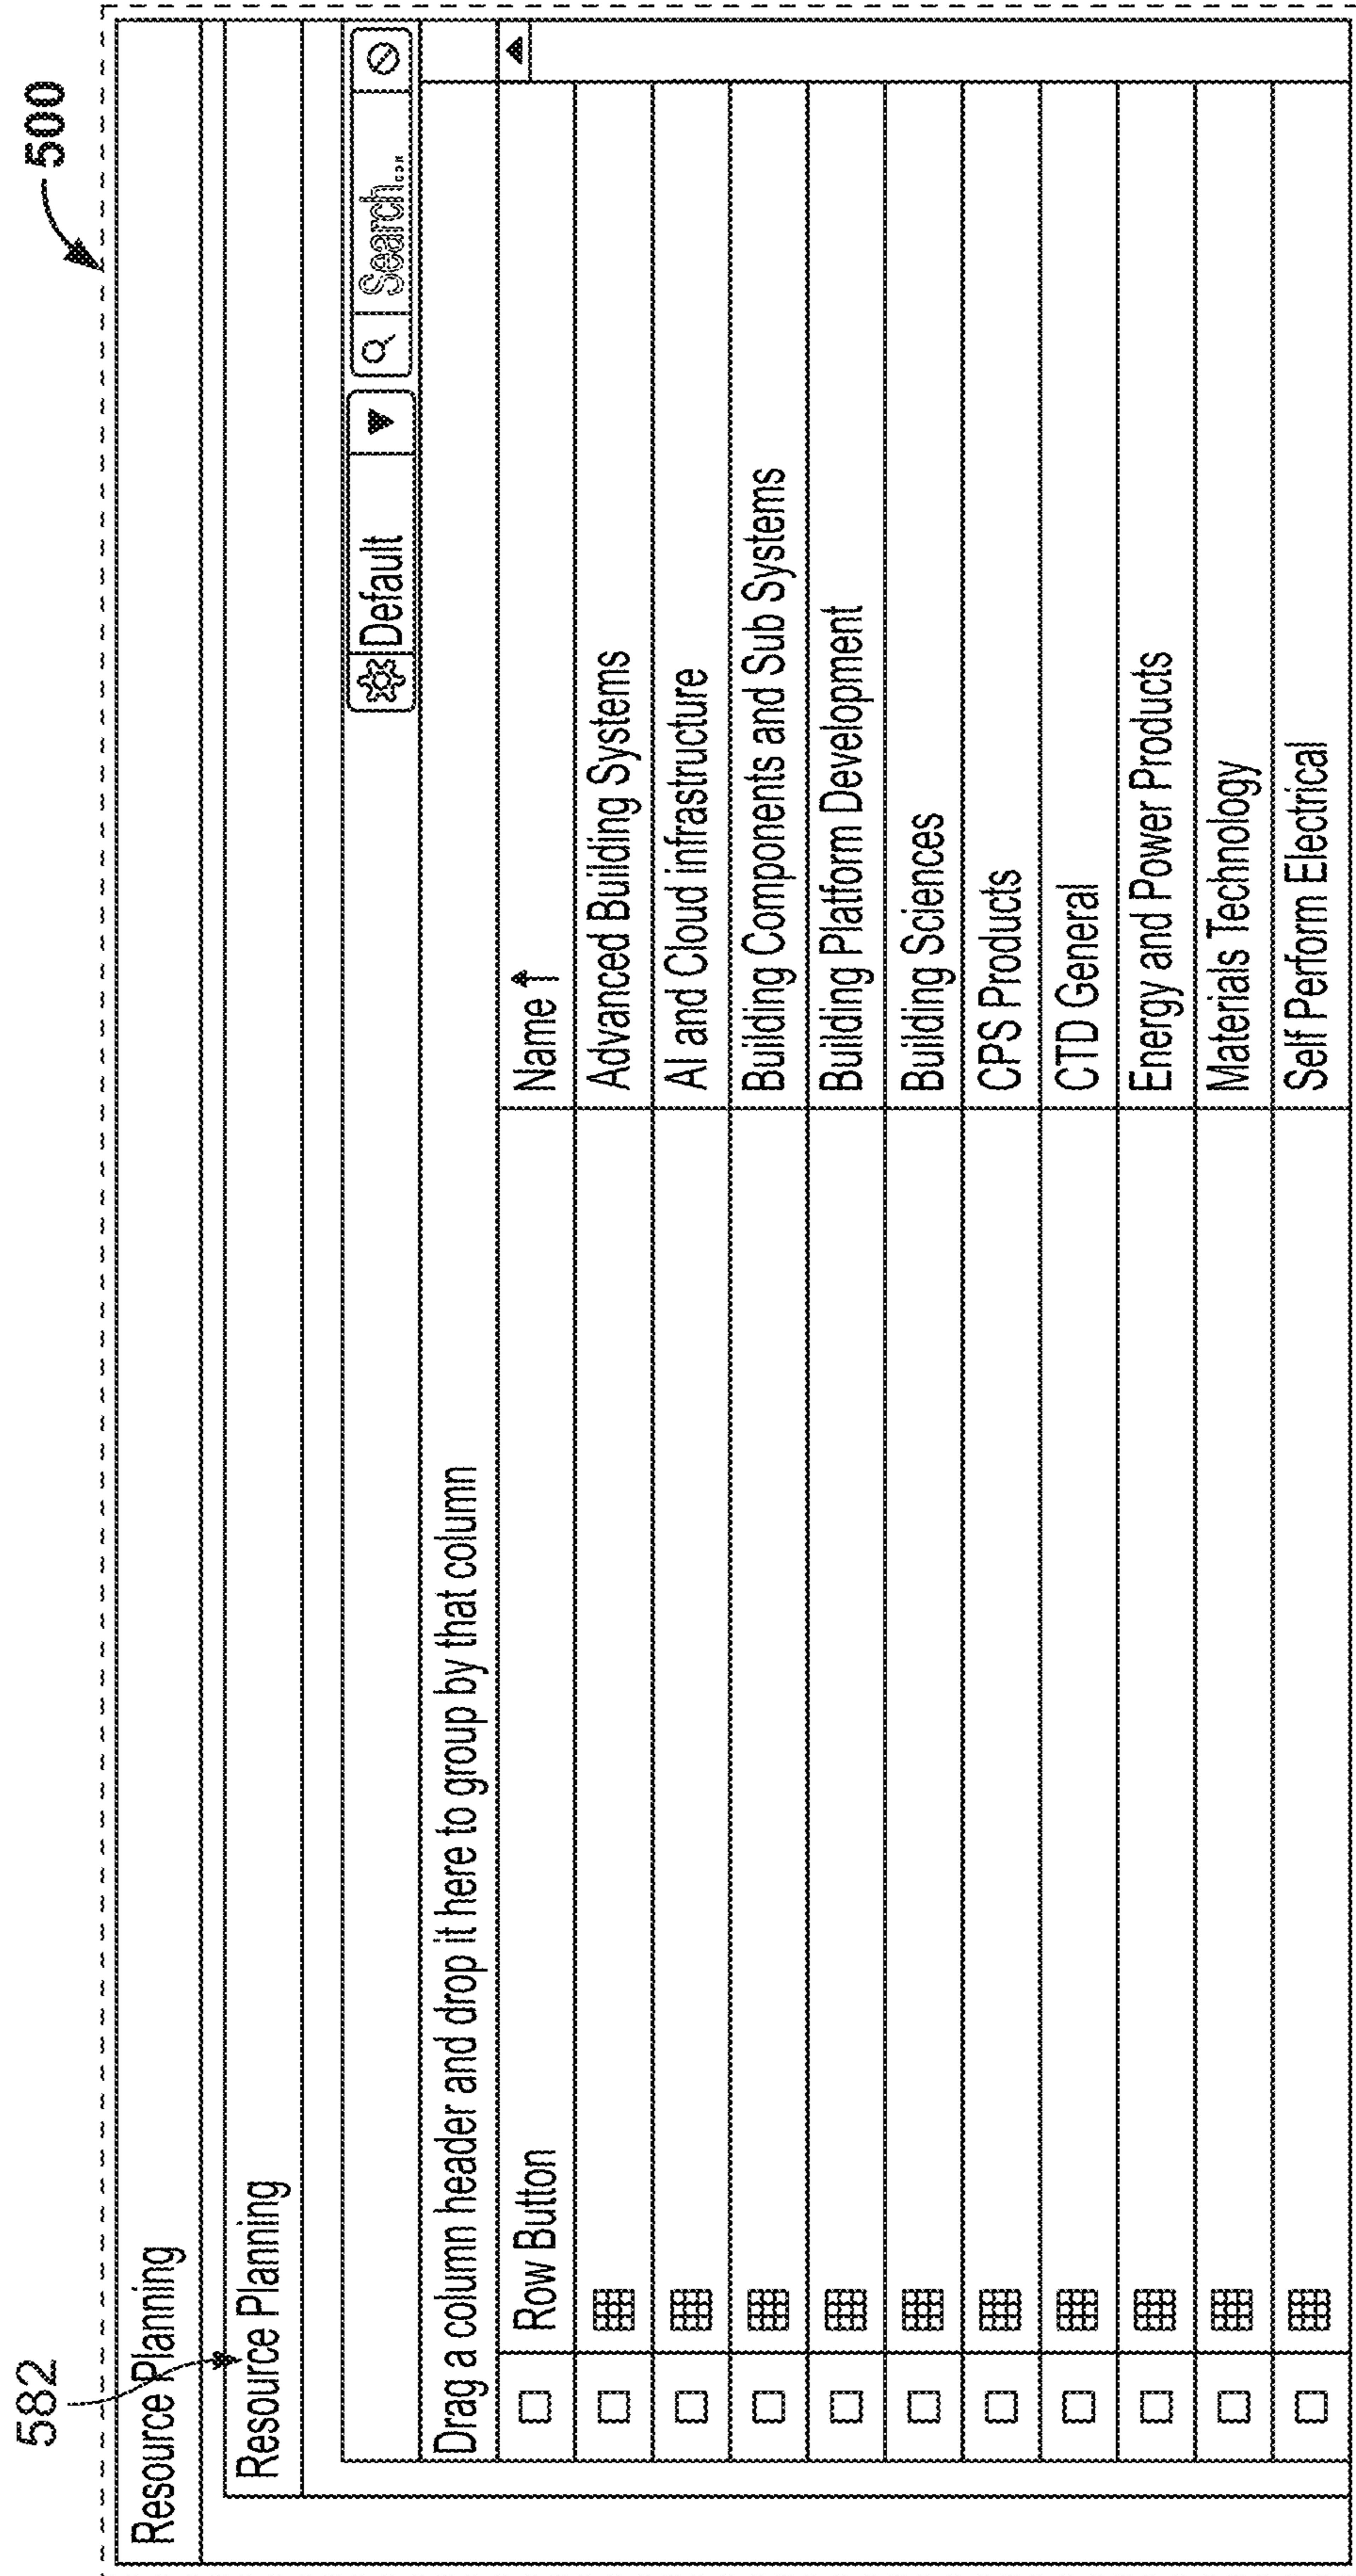 500
582
Resource Planning
Resource Planning
Default
Search...
Drag a column header and drop it here to group by that column
Row Button Name
Advanced Building Systems
AI and Cloud infrastructure
Building Components and Sub Systems
Building Platform Development
Building Sciences
CPS Products
CTD General
Energy and Power Products
Materials Technology
Self Perform Electrical